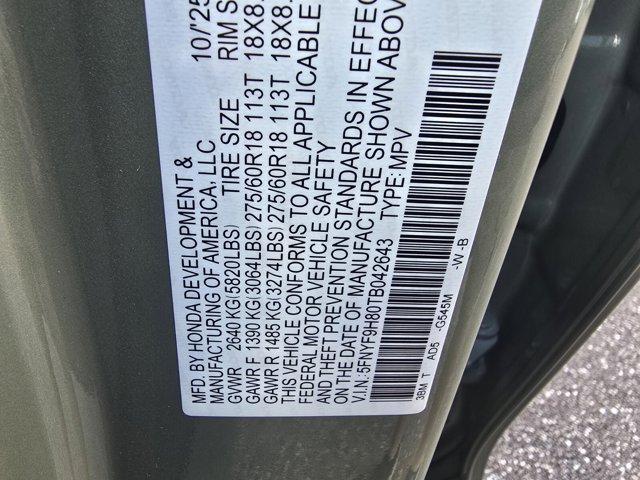 MFD. BY HONDA DEVELOPMENT & 10/25
MANUFACTURING OF AMERICA, LLC
GVWR 2640 KG(5820LBS) TIRE SIZE RIM S
GAWR F 1390 KG(3064LBS) 275/60R18 113T 18X8.
GAWR R 1485 KG(3274LBS) 275/60R18 113T 18X8.
THIS VEHICLE CONFORMS TO ALL APPLICABLE
FEDERAL MOTOR VEHICLE SAFETY
AND THEFT PREVENTION STANDARDS IN EFFEC
ON THE DATE OF MANUFACTURE SHOWN ABOV
V.I.N.: 5FNYF9H80TB042643 TYPE: MPV
3BM T AD5 -G545M -W -B